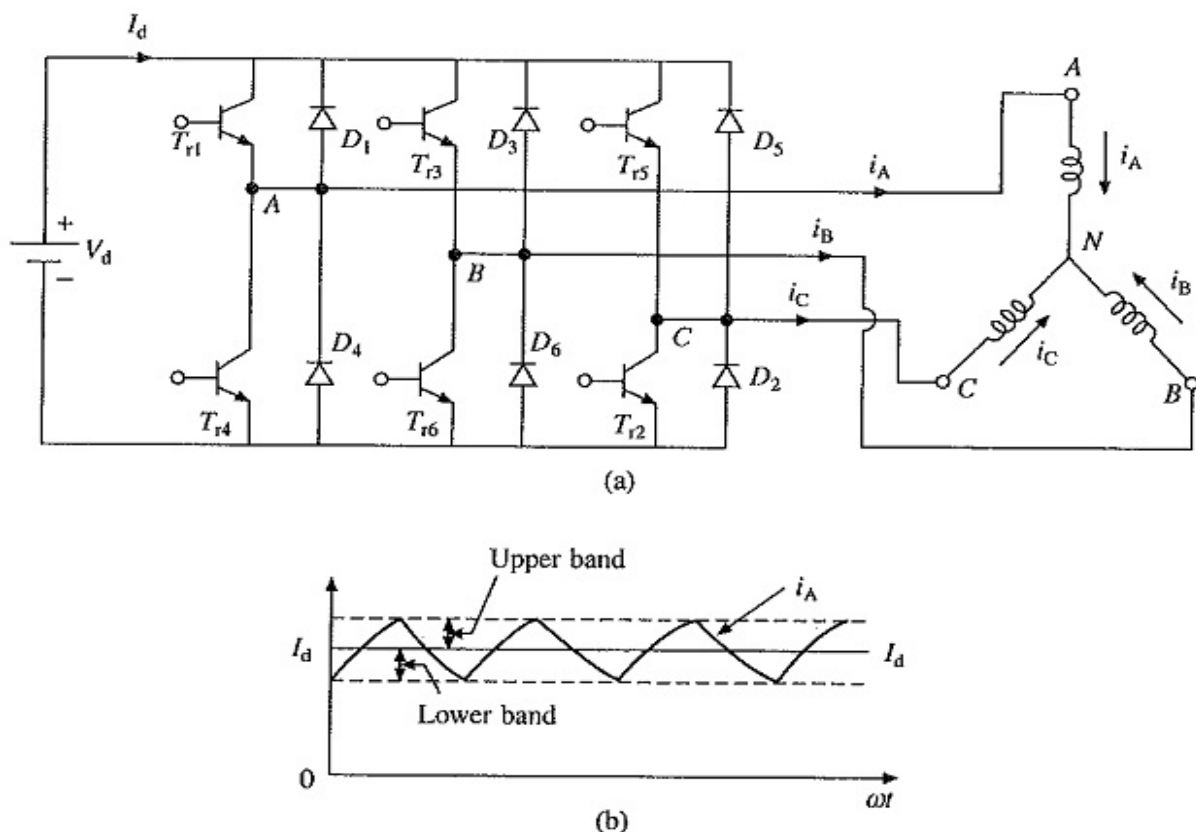 I_d
A
T_r1
D_1
T_r3
D_3
T_r5
D_5
i_A
i_A
A
+
V_d
−
i_B
N
B
i_B
i_C
C
D_4
D_6
D_2
i_C
C
B
T_r4
T_r6
T_r2
(a)
Upper band
i_A
I_d
I_d
Lower band
0
ωt
(b)